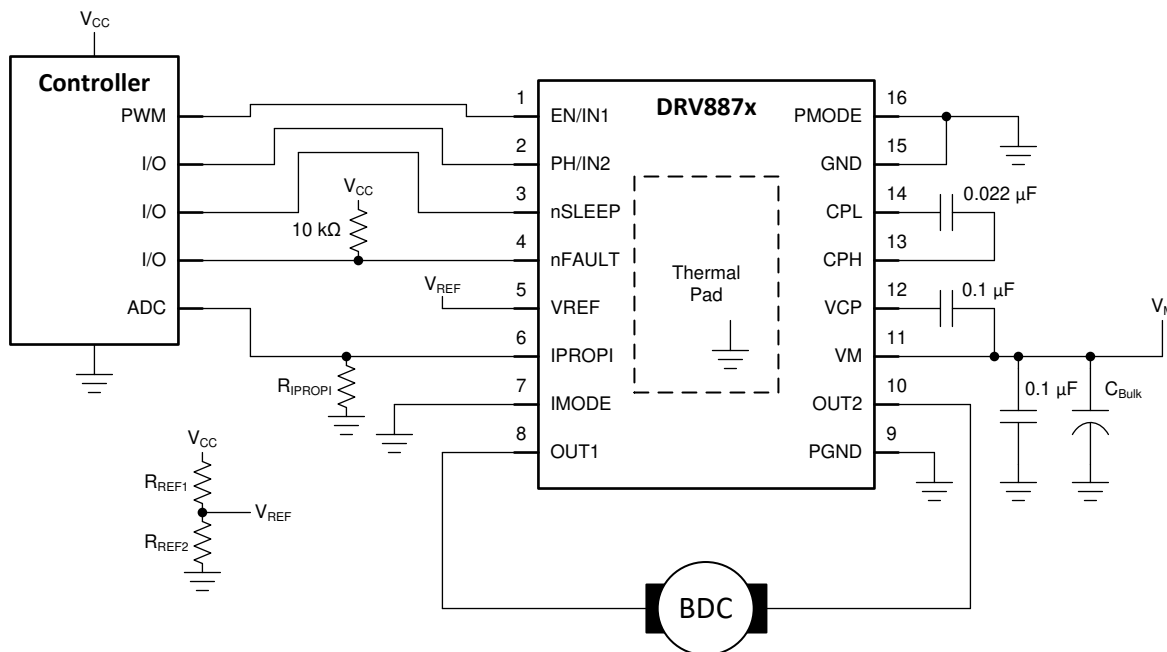 VCC
Controller
PWM
I/O
I/O
I/O
ADC
VCC
10 kΩ
VREF
RIPROPI
VCC
RREF1
VREF
RREF2
DRV887x
1 EN/IN1
2 PH/IN2
3 nSLEEP
4 nFAULT
5 VREF
6 IPROPI
7 IMODE
8 OUT1
Thermal
Pad
PMODE 16
GND 15
CPL 14
CPH 13
VCP 12
VM 11
OUT2 10
PGND 9
0.022 µF
0.1 µF
0.1 µF
CBulk
BDC